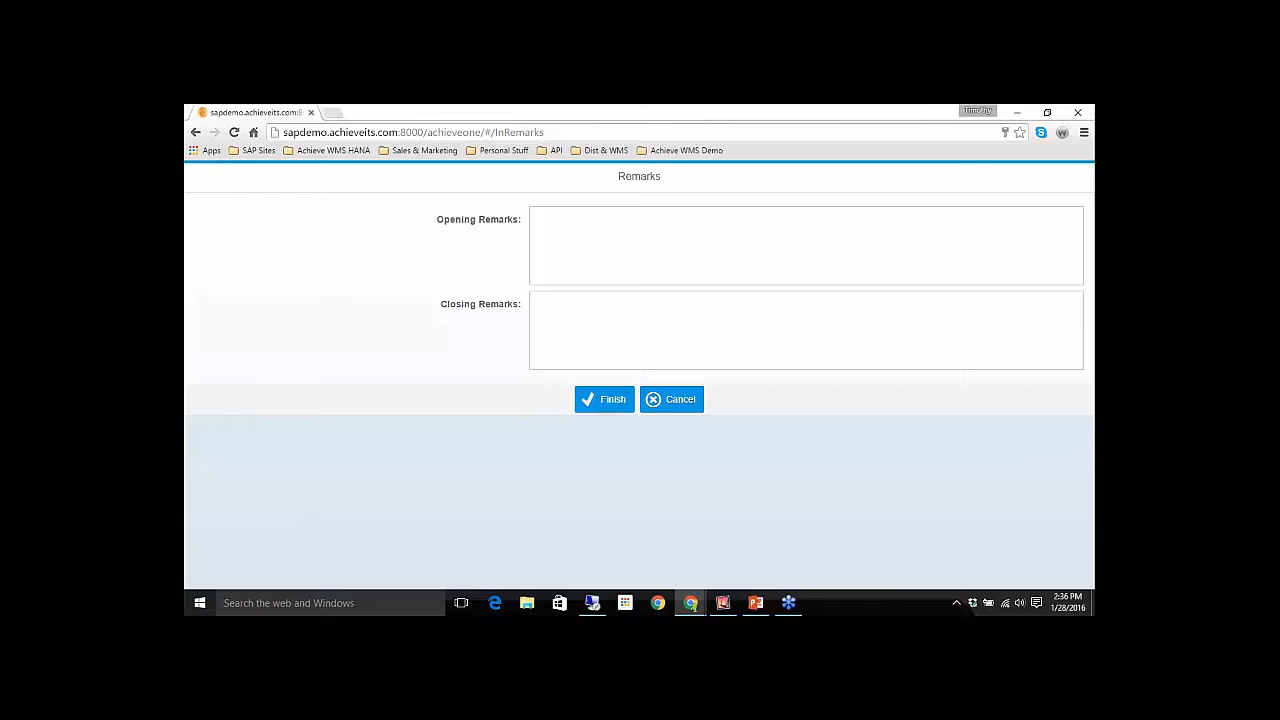 sapdemo.achieveits.com:8
Timothy
sapdemo.achieveits.com:8000/achieveone/#/InRemarks
Apps SAP Sites Achieve WMS HANA Sales & Marketing Personal Stuff API Dist & WMS Achieve WMS Demo
Remarks
Opening Remarks:
Closing Remarks:
Finish Cancel
Search the web and Windows
2:36 PM
1/28/2016